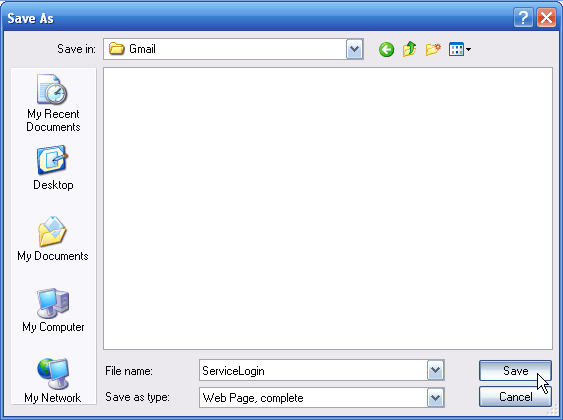 Save As
Save in:
Gmail
My Recent
Documents
Desktop
My Documents
My Computer
My Network
File name:
ServiceLogin
Save
Save as type:
Web Page, complete
Cancel